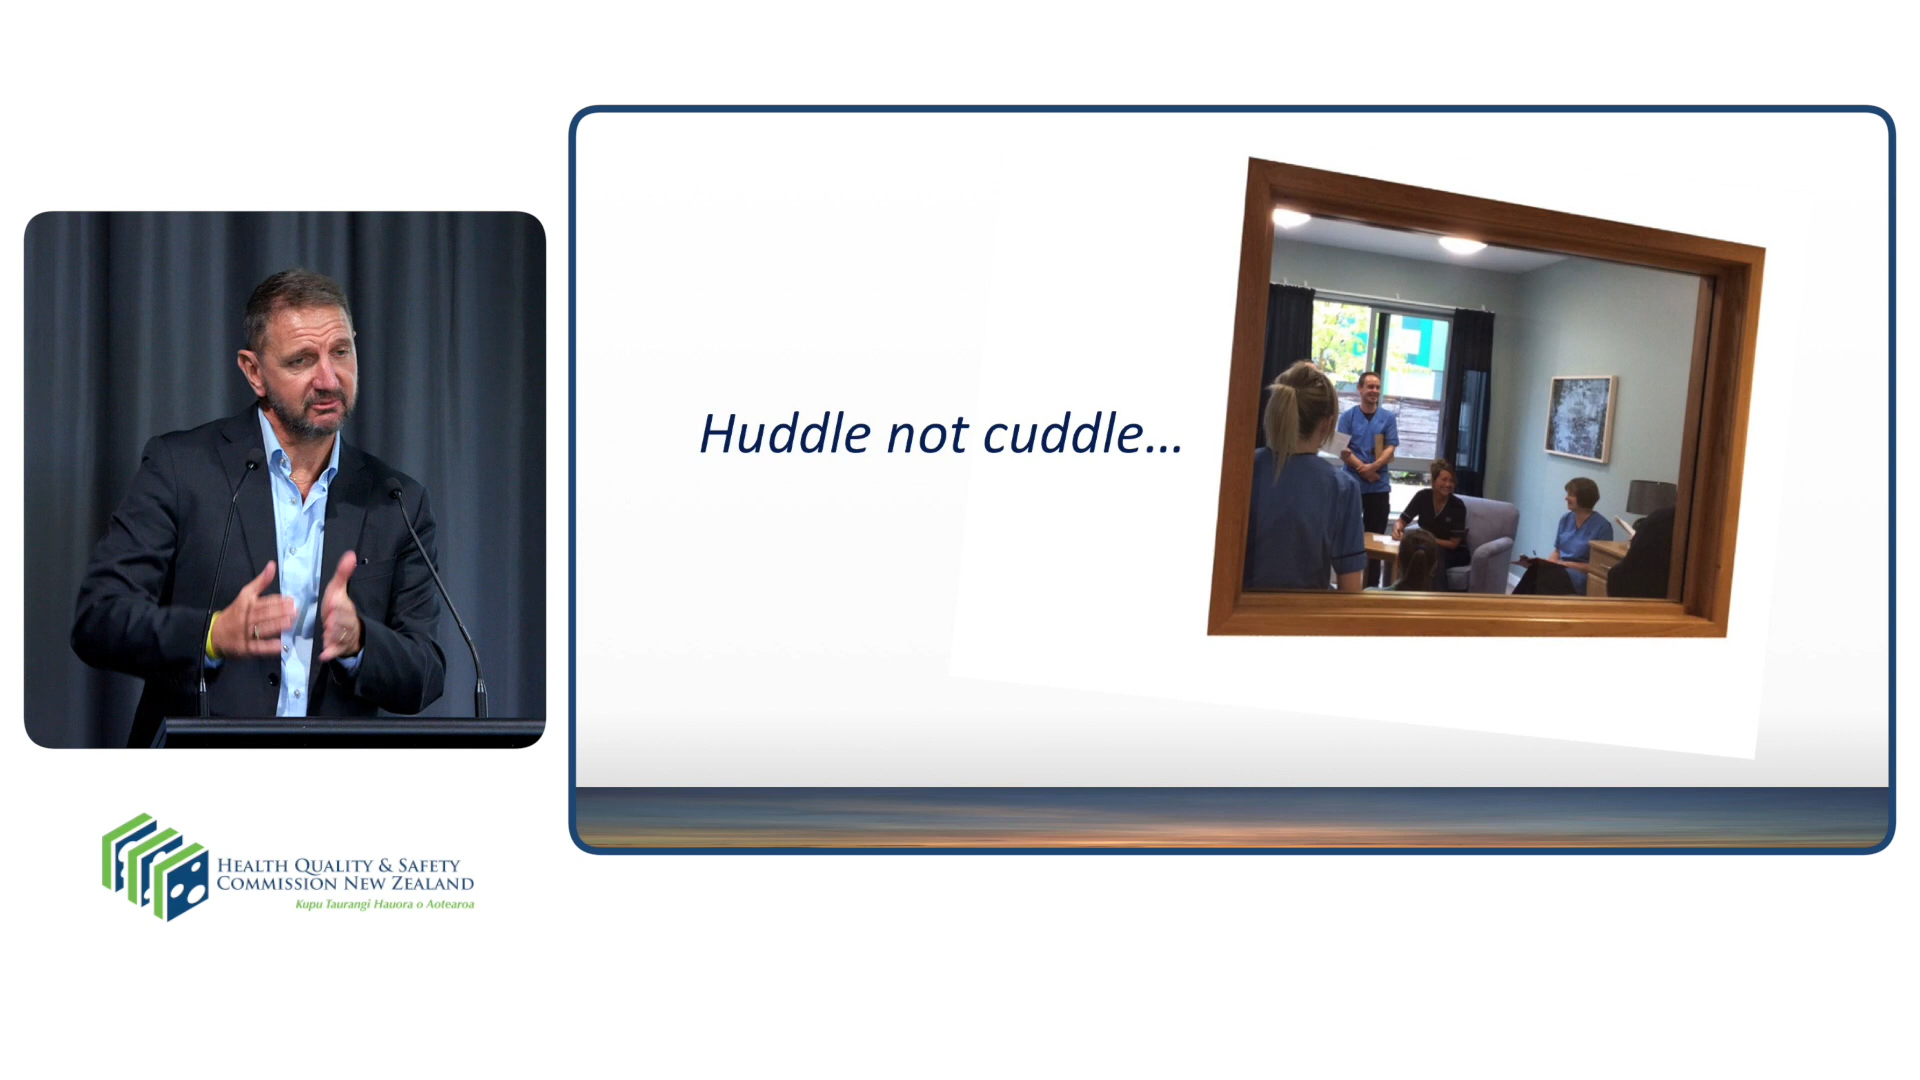 Huddle not cuddle...
HEALTH QUALITY & SAFETY
COMMISSION NEW ZEALAND
Kupu Taurangi Hauora o Aotearoa